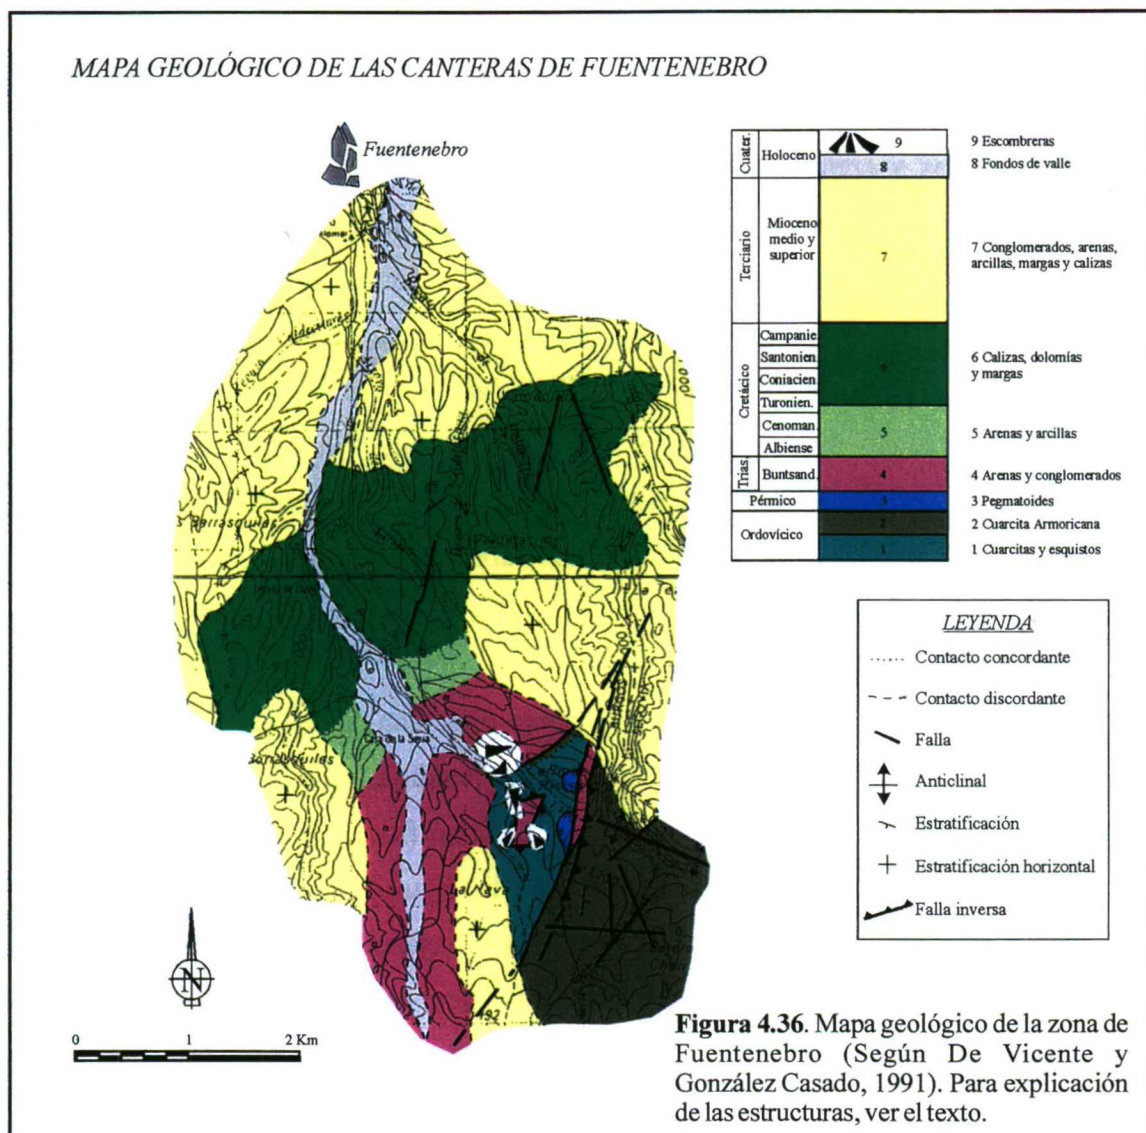 MAPA GEOLÓGICO DE LAS CANTERAS DE FUENTENEBRO
Fuentenebro
Cuater.
Holoceno
9
8
9 Escombreras
8 Fondos de valle
Terciario
Mioceno
medio y
superior
7
7 Conglomerados, arenas,
arcillas, margas y calizas
Cretácico
Campanie.
Santonien.
Coniacien.
Turonien.
Cenoman.
Albiense
6
6 Calizas, dolomías
y margas
5
5 Arenas y arcillas
Trias.
Buntsand.
4
4 Arenas y conglomerados
Pérmico
3
3 Pegmatoides
Ordovícico
2
2 Cuarcita Armoricana
1
1 Cuarcitas y esquistos
LEYENDA
Contacto concordante
Contacto discordante
Falla
Anticlinal
Estratificación
Estratificación horizontal
Falla inversa
Barrasquilos
La Nava
N
0 1 2 Km
Figura 4.36. Mapa geológico de la zona de
Fuentenebro (Según De Vicente y
González Casado, 1991). Para explicación
de las estructuras, ver el texto.